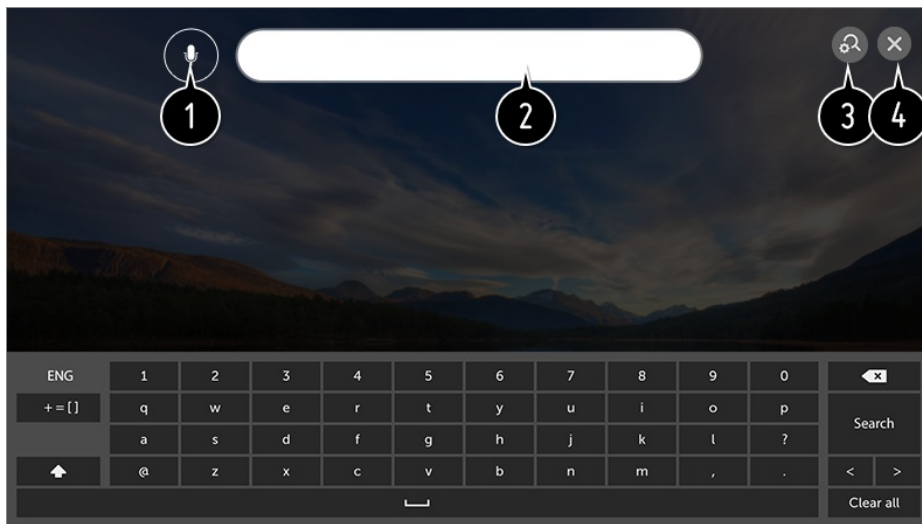 1 2 3 4
ENG 1 2 3 4 5 6 7 8 9 0
+=[] q w e r t y u i o p
Search
a s d f g h j k l ?
@ z x c v b n m , . < >
Clear all